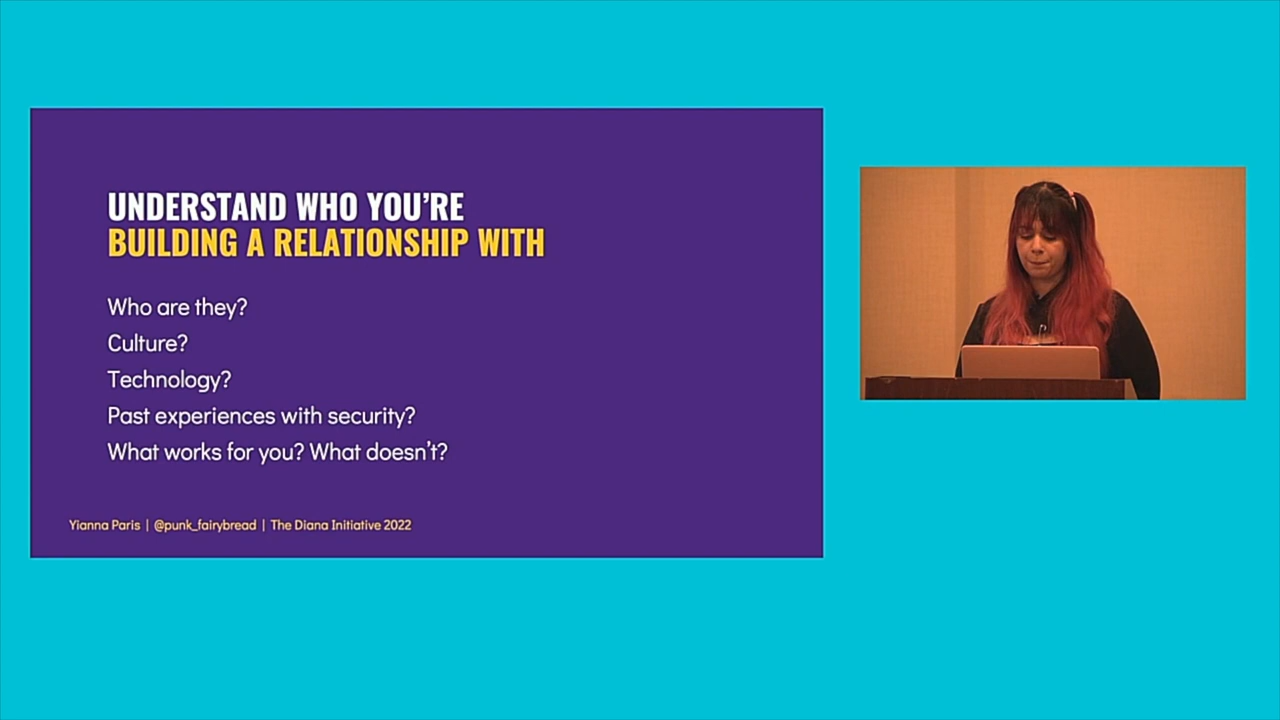 UNDERSTAND WHO YOU’RE
BUILDING A RELATIONSHIP WITH
Who are they?
Culture?
Technology?
Past experiences with security?
What works for you? What doesn’t?
Yianna Paris | @punk_fairybread | The Diana Initiative 2022